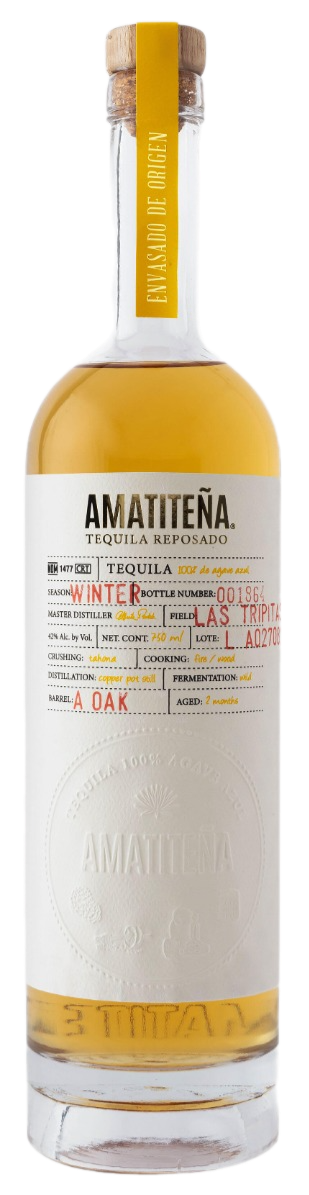 ENVASADO DE ORIGEN
AMATITEÑA
TEQUILA REPOSADO
NOM 1477 CRT TEQUILA 100% de agave azul
SEASON: WINTER BOTTLE NUMBER: 001864
MASTER DISTILLER FIELD LAS TRIPITAS
42% Alc. by Vol. NET. CONT. 750 ml LOTE: L A02708
CRUSHING: tahona COOKING: fire / wood
DISTILLATION: copper pot still FERMENTATION: wild
BARREL: A OAK AGED: 2 months
TEQUILA 100% AGAVE AZUL
AMATITEÑA